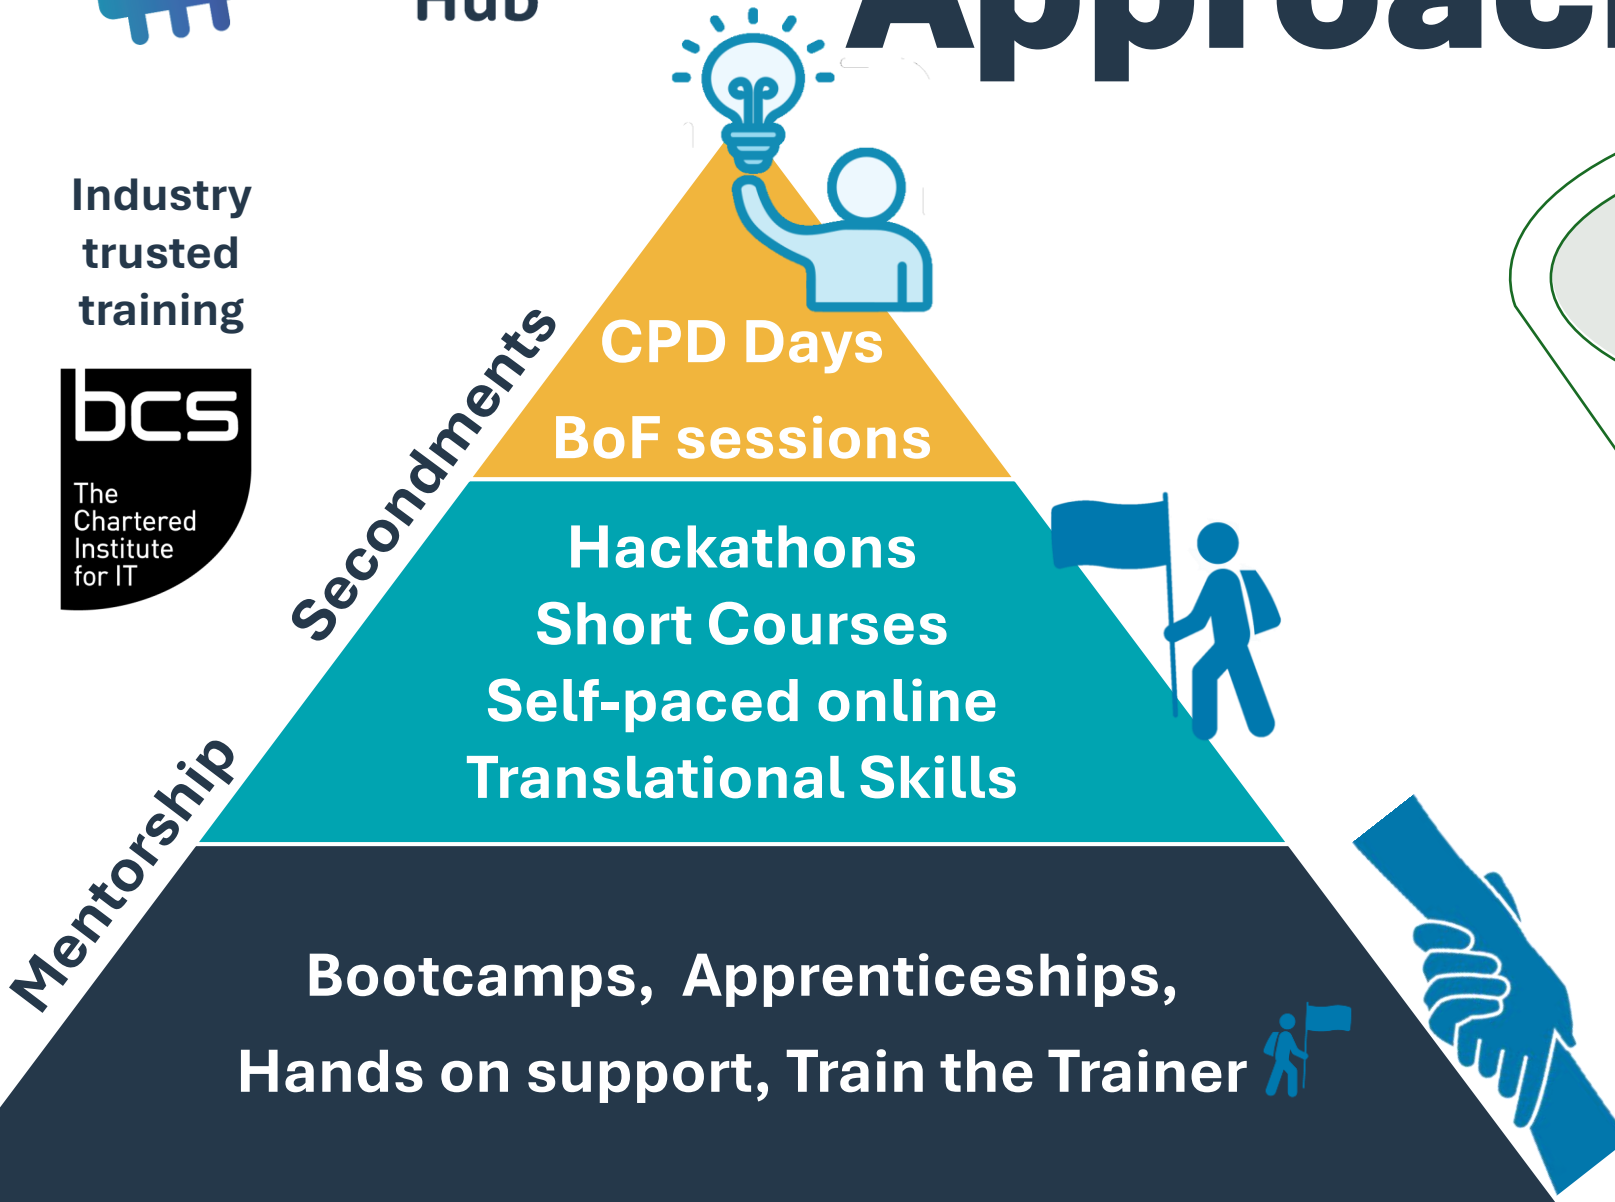 Hub
Approach
Industry
trusted
training
bcs
The
Chartered
Institute
for IT
Secondments
Mentorship
CPD Days
BoF sessions
Hackathons
Short Courses
Self-paced online
Translational Skills
Bootcamps, Apprenticeships,
Hands on support, Train the Trainer